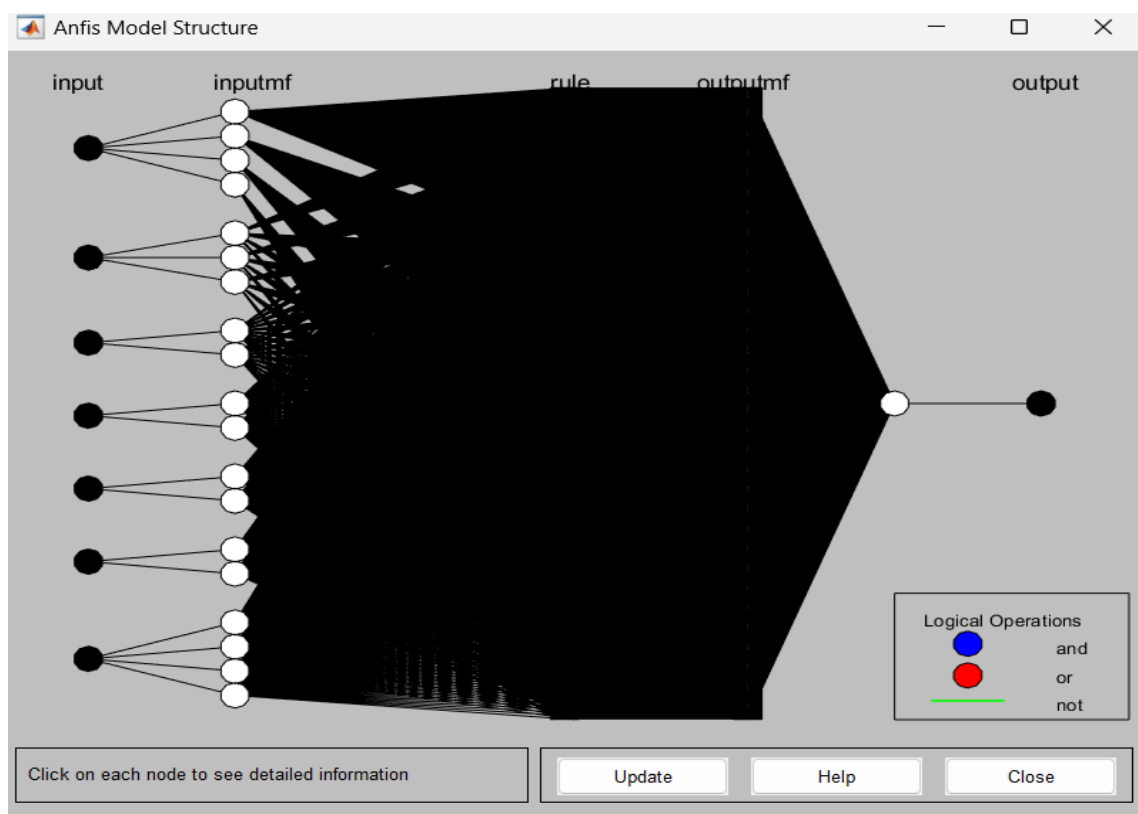 Anfis Model Structure
input inputmf rule outputmf output
Logical Operations
and
or
not
Click on each node to see detailed information
Update Help Close